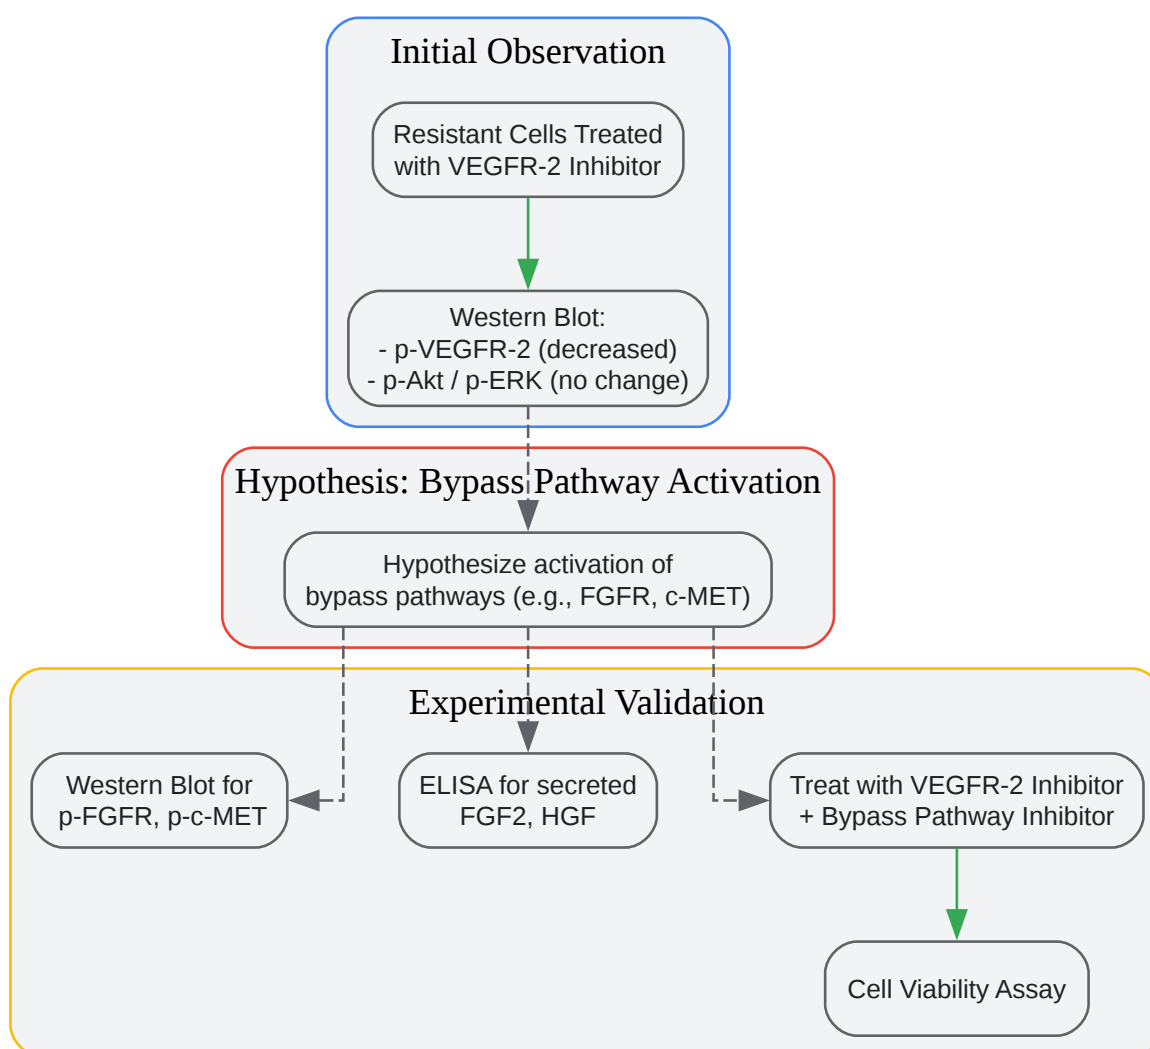 Initial Observation
Resistant Cells Treated
with VEGFR-2 Inhibitor
Western Blot:
- p-VEGFR-2 (decreased)
- p-Akt / p-ERK (no change)
Hypothesis: Bypass Pathway Activation
Hypothesize activation of
bypass pathways (e.g., FGFR, c-MET)
Experimental Validation
Western Blot for
p-FGFR, p-c-MET
ELISA for secreted
FGF2, HGF
Treat with VEGFR-2 Inhibitor
+ Bypass Pathway Inhibitor
Cell Viability Assay